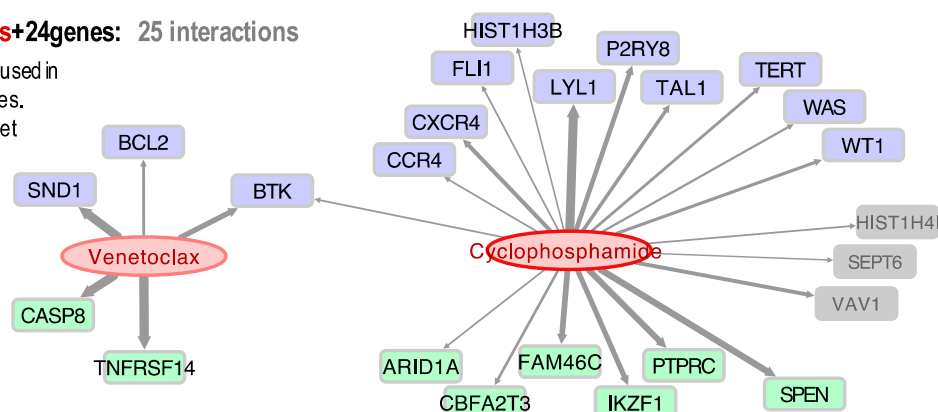 s+24genes: 25 interactions
used in
es.
et
HIST1H3B
P2RY8
FLI1
LYL1
TAL1
TERT
WAS
CXCR4
BCL2
CCR4
WT1
SND1
BTK
HIST1H4
Venetoclax
Cyclophosphamide
SEPT6
VAV1
CASP8
TNFRSF14
ARID1A
FAM46C
PTPRC
SPEN
CBFA2T3
IKZF1